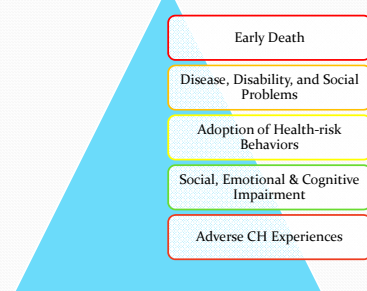 Early Death
Disease, Disability, and Social
Problems
Adoption of Health-risk
Behaviors
Social, Emotional & Cognitive
Impairment
Adverse CH Experiences